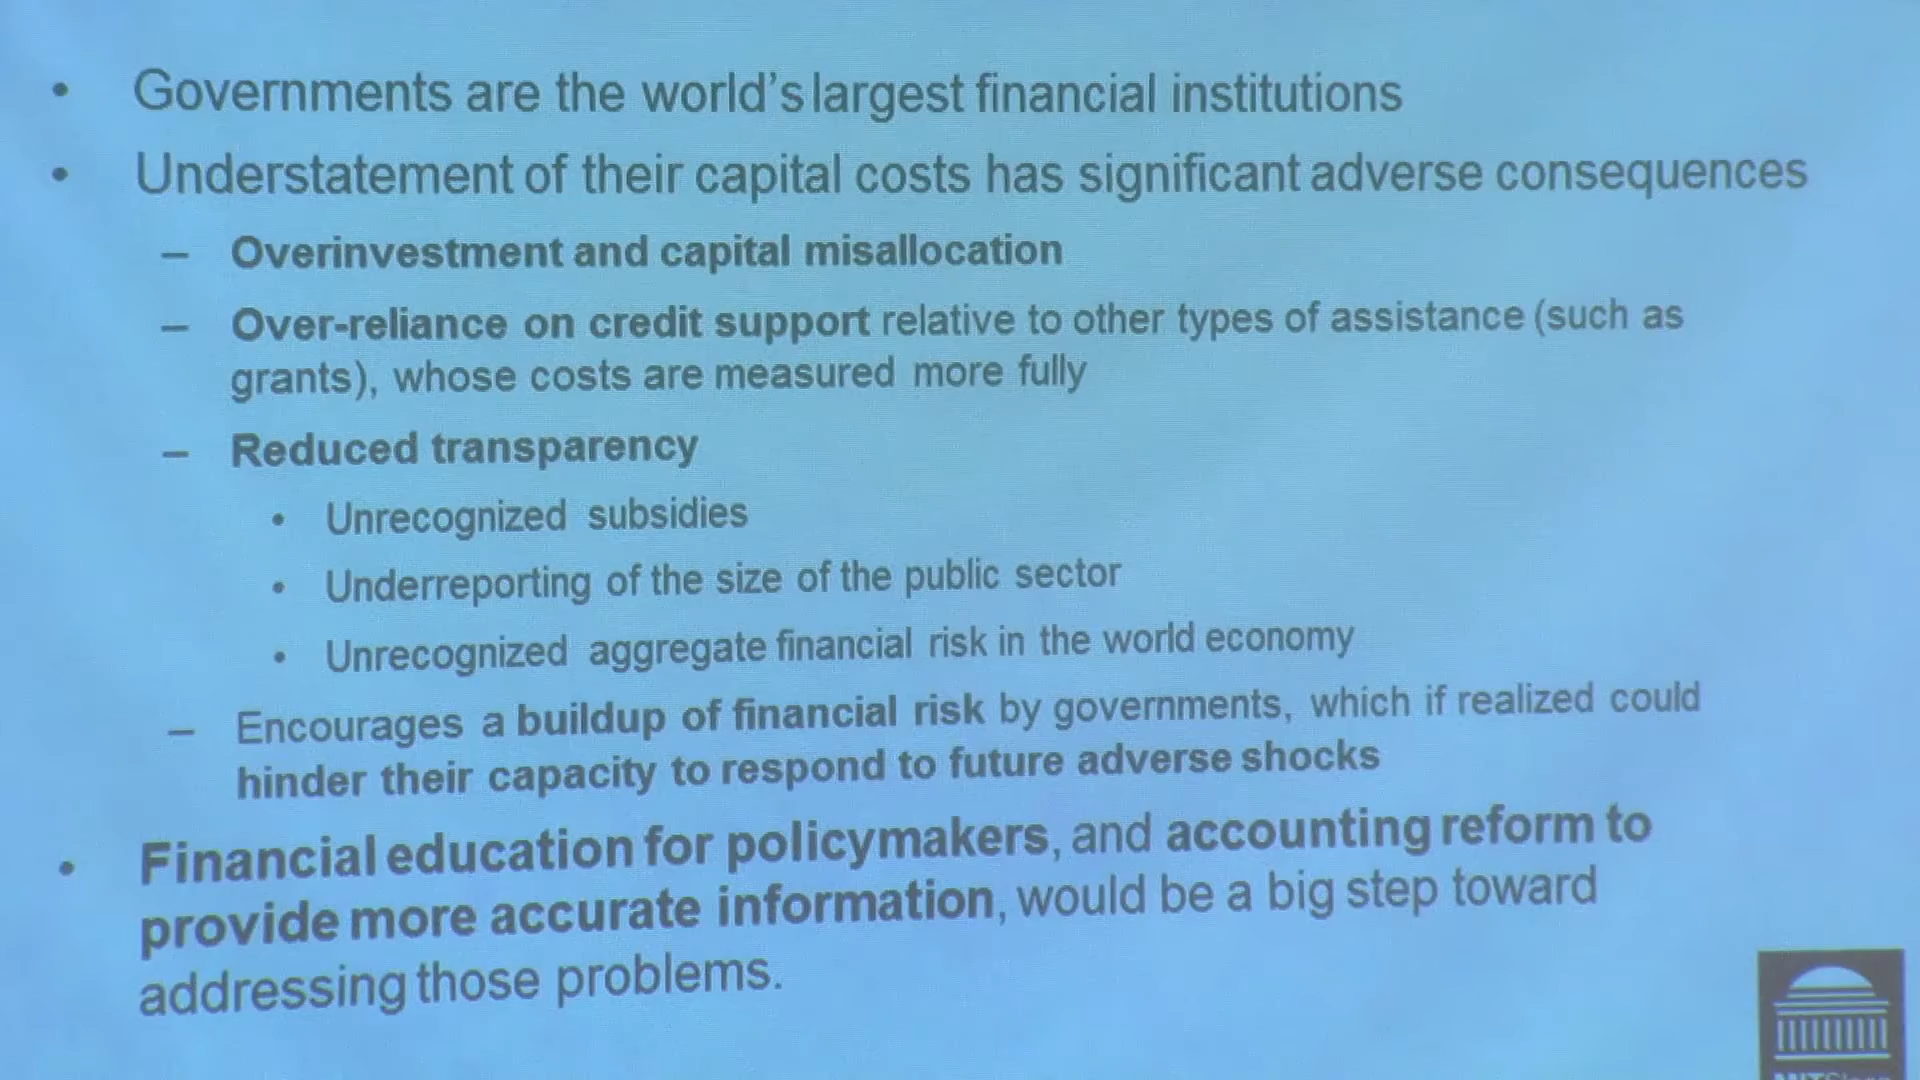 • Governments are the world's largest financial institutions
• Understatement of their capital costs has significant adverse consequences
– Overinvestment and capital misallocation
– Over-reliance on credit support relative to other types of assistance (such as
grants), whose costs are measured more fully
– Reduced transparency
• Unrecognized subsidies
• Underreporting of the size of the public sector
• Unrecognized aggregate financial risk in the world economy
– Encourages a buildup of financial risk by governments, which if realized could
hinder their capacity to respond to future adverse shocks
• Financial education for policymakers, and accounting reform to
provide more accurate information, would be a big step toward
addressing those problems.